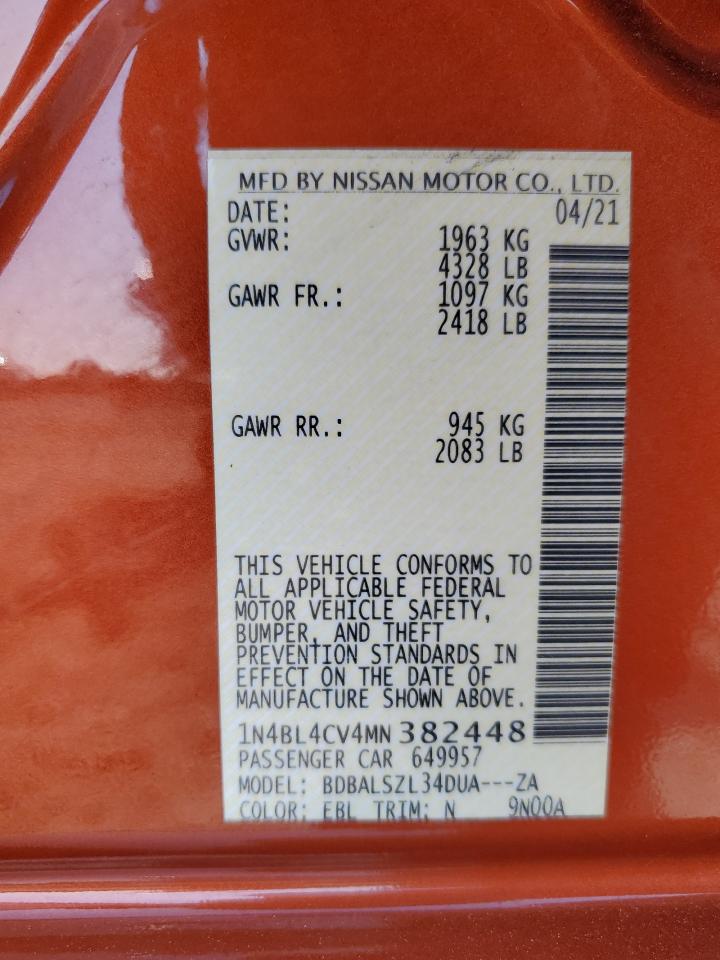 MFD BY NISSAN MOTOR CO., LTD.
DATE: 04/21
GVWR: 1963 KG
4328 LB
GAWR FR.: 1097 KG
2418 LB
GAWR RR.: 945 KG
2083 LB
THIS VEHICLE CONFORMS TO
ALL APPLICABLE FEDERAL
MOTOR VEHICLE SAFETY,
BUMPER, AND THEFT
PREVENTION STANDARDS IN
EFFECT ON THE DATE OF
MANUFACTURE SHOWN ABOVE.
1N4BL4CV4MN382448
PASSENGER CAR 649957
MODEL: BDBALSZL34DUA---ZA
COLOR: EBL TRIM: N 9N00A